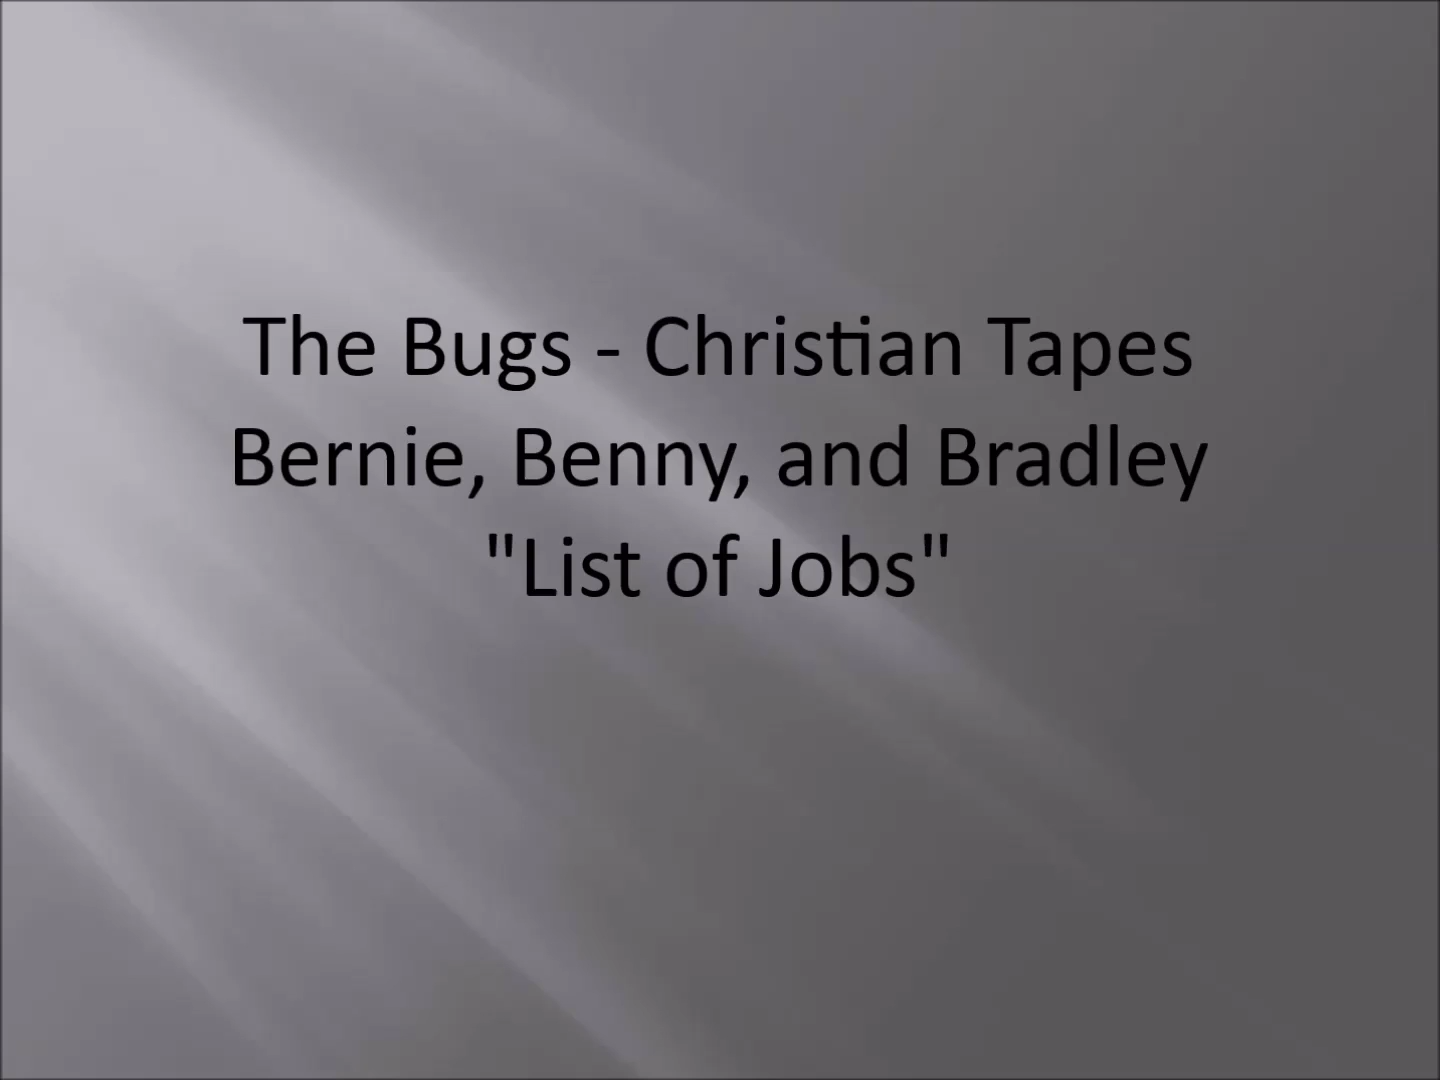 The Bugs - Christian Tapes
Bernie, Benny, and Bradley
"List of Jobs"